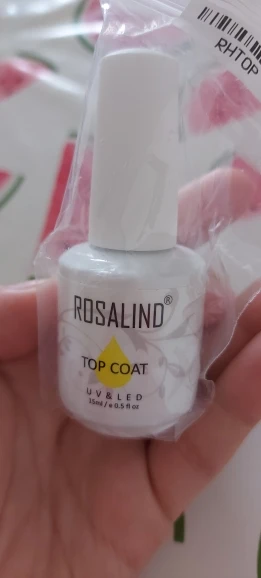 RHTOP
ROSALIND®
TOP COAT
UV & LED
15ml / e 0.5 fl oz